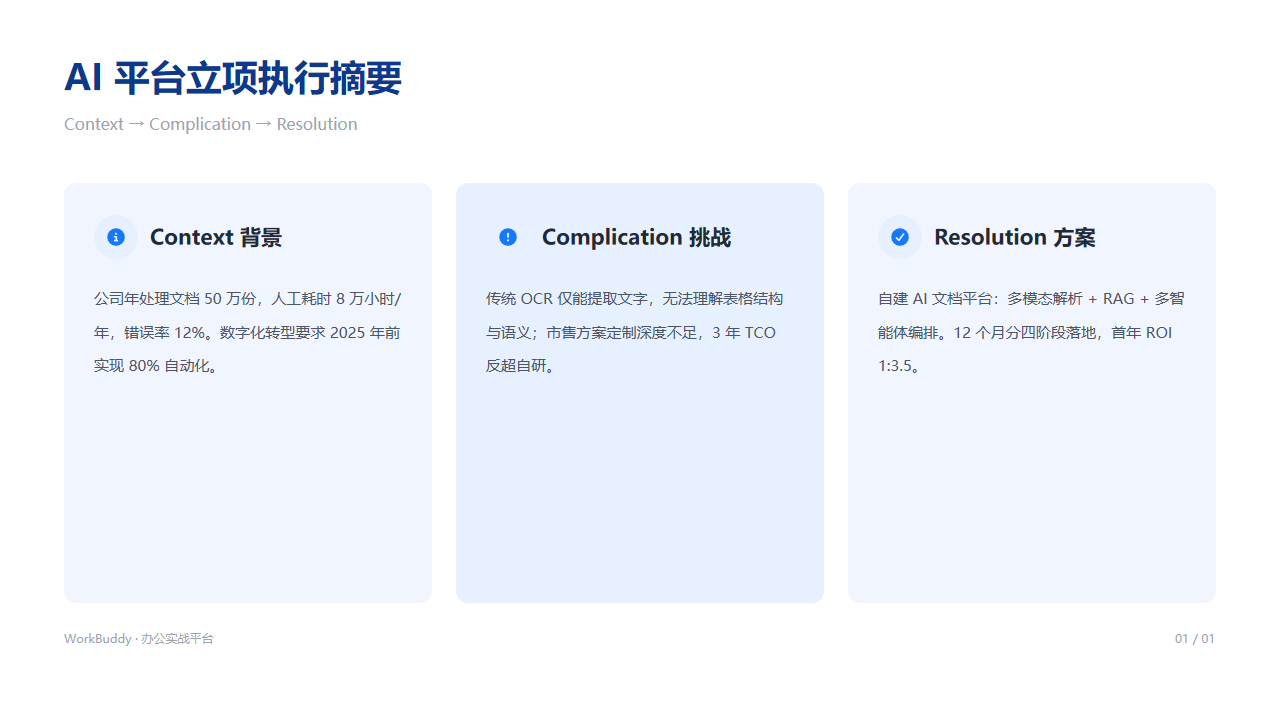 AI 平台立项执行摘要
Context → Complication → Resolution
Context 背景
公司年处理文档 50 万份，人工耗时 8 万小时/
年，错误率 12%。数字化转型要求 2025 年前
实现 80% 自动化。
Complication 挑战
传统 OCR 仅能提取文字，无法理解表格结构
与语义；市售方案定制深度不足，3 年 TCO
反超自研。
Resolution 方案
自建 AI 文档平台：多模态解析 + RAG + 多智
能体编排。12 个月分四阶段落地，首年 ROI
1:3.5。
WorkBuddy · 办公实战平台
01 / 01